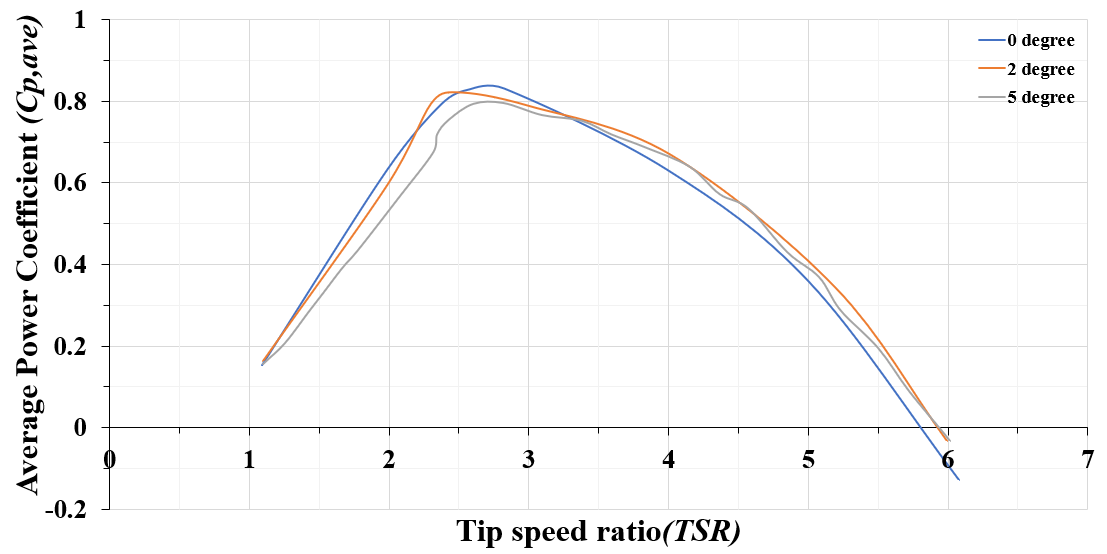 Average Power Coefficient (Cp,ave)
1
0.8
0.6
0.4
0.2
0
-0.2
0 1 2 3 4 5 6 7
Tip speed ratio(TSR)
0 degree
2 degree
5 degree